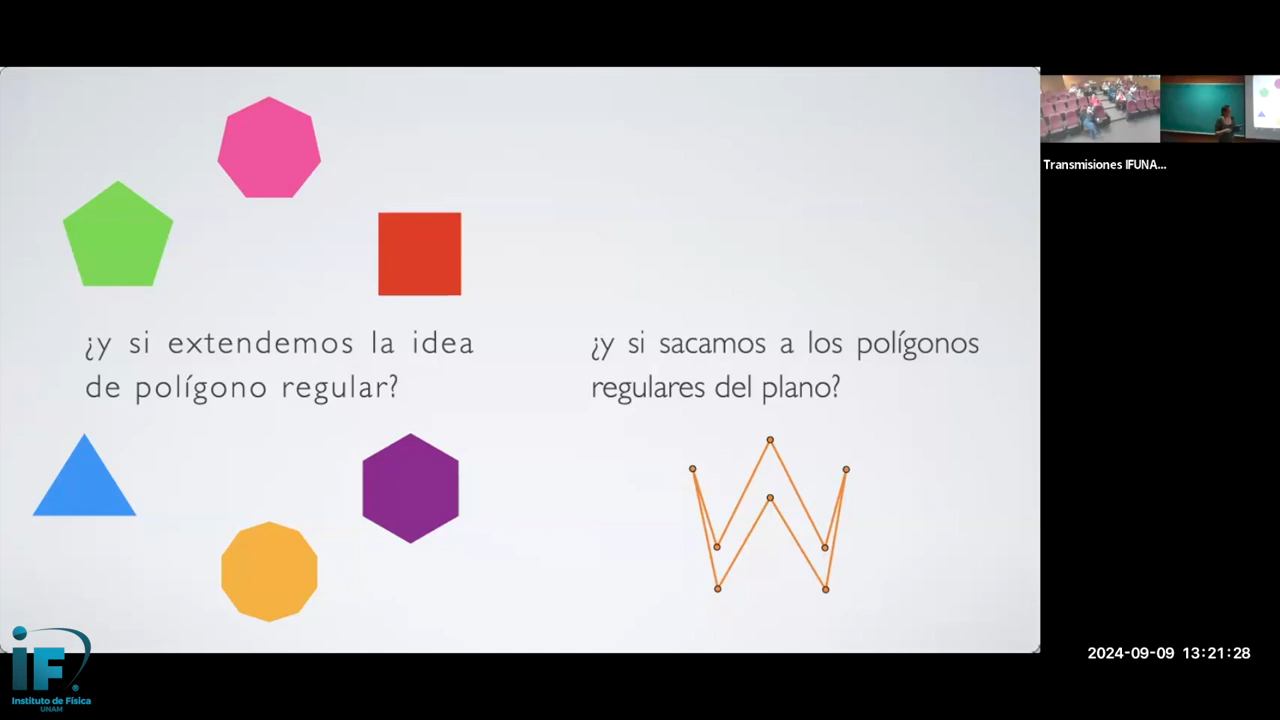 ¿y si extendemos la idea
de polígono regular?
¿y si sacamos a los polígonos
regulares del plano?
Transmisiones IFUNA...
2024-09-09 13:21:28
iF
Instituto de Física
UNAM